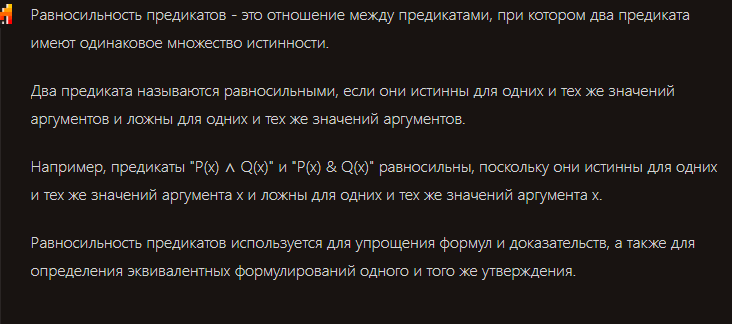 Равносильность предикатов - это отношение между предикатами, при котором два предиката
имеют одинаковое множество истинности.
Два предиката называются равносильными, если они истинны для одних и тех же значений
аргументов и ложны для одних и тех же значений аргументов.
Например, предикаты "P(x) ∧ Q(x)" и "P(x) & Q(x)" равносильны, поскольку они истинны для одних
и тех же значений аргумента x и ложны для одних и тех же значений аргумента x.
Равносильность предикатов используется для упрощения формул и доказательств, а также для
определения эквивалентных формулирований одного и того же утверждения.